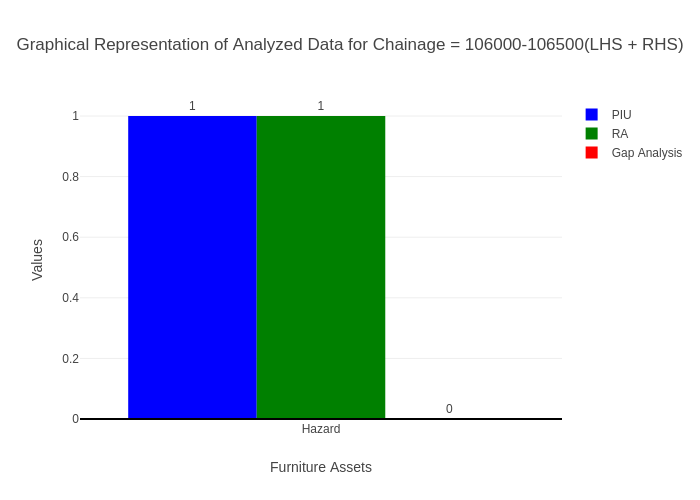 Graphical Representation of Analyzed Data for Chainage = 106000-106500(LHS + RHS)
1
1
0
PIU
RA
Gap Analysis
1
0.8
0.6
0.4
0.2
0
Values
Hazard
Furniture Assets